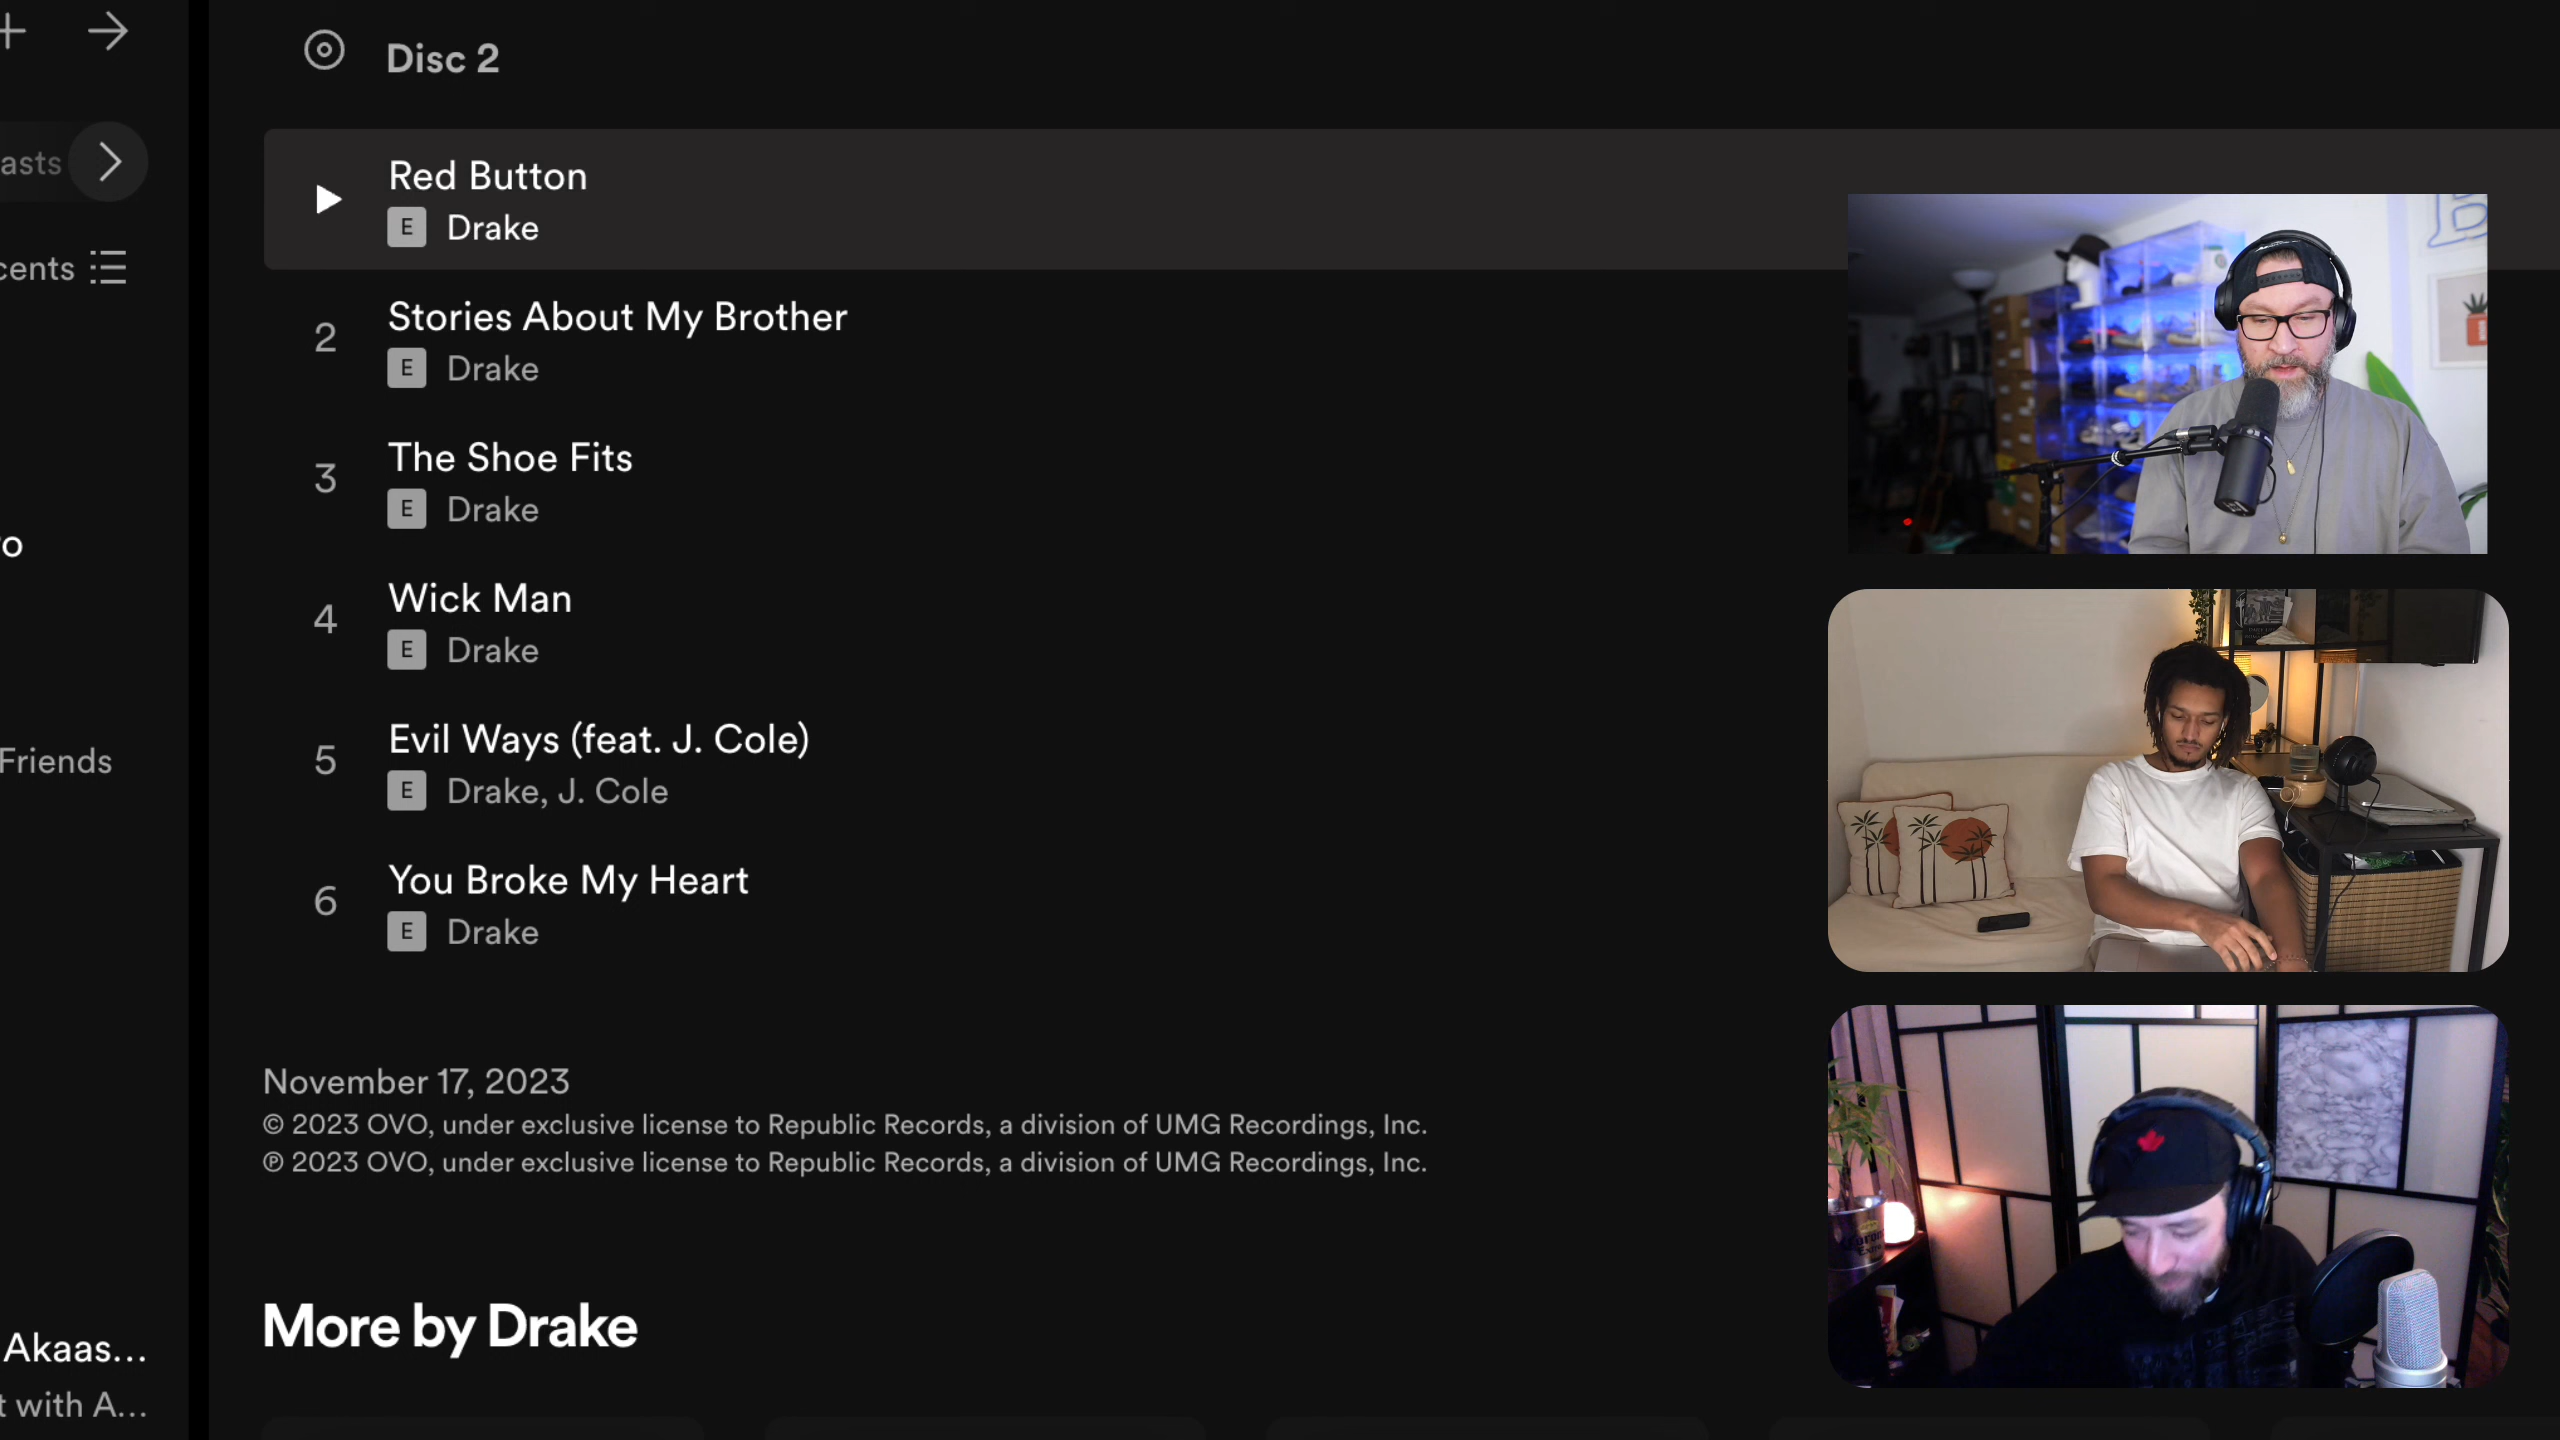 Disc 2
asts
Red Button
E Drake
cents
2
Stories About My Brother
E Drake
3
The Shoe Fits
E Drake
ro
4
Wick Man
E Drake
Friends
5
Evil Ways (feat. J. Cole)
E Drake, J. Cole
6
You Broke My Heart
E Drake
November 17, 2023
© 2023 OVO, under exclusive license to Republic Records, a division of UMG Recordings, Inc.
℗ 2023 OVO, under exclusive license to Republic Records, a division of UMG Recordings, Inc.
More by Drake
Akaas...
t with A...
Corona
Extra